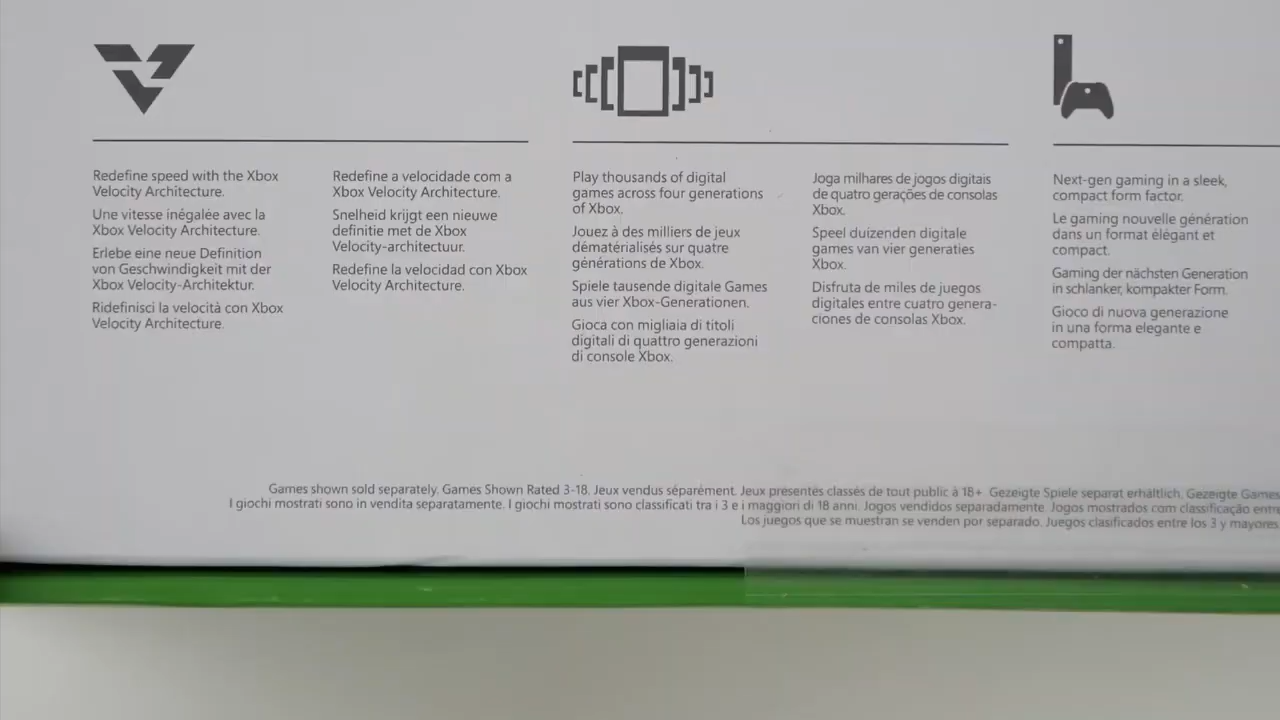 Redefine speed with the Xbox
Velocity Architecture.
Une vitesse inégalée avec la
Xbox Velocity Architecture.
Erlebe eine neue Definition
von Geschwindigkeit mit der
Xbox Velocity-Architektur.
Ridefinisci la velocità con Xbox
Velocity Architecture.
Redefine a velocidade com a
Xbox Velocity Architecture.
Snelheid krijgt een nieuwe
definitie met de Xbox
Velocity-architectuur.
Redefine la velocidad con Xbox
Velocity Architecture.
Play thousands of digital
games across four generations
of Xbox.
Jouez à des milliers de jeux
dématérialisés sur quatre
générations de Xbox.
Spiele tausende digitale Games
aus vier Xbox-Generationen.
Gioca con migliaia di titoli
digitali di quattro generazioni
di console Xbox.
Joga milhares de jogos digitais
de quatro gerações de consolas
Xbox.
Speel duizenden digitale
games van vier generaties
Xbox.
Disfruta de miles de juegos
digitales entre cuatro genera-
ciones de consolas Xbox.
Next-gen gaming in a sleek,
compact form factor.
Le gaming nouvelle génération
dans un format élégant et
compact.
Gaming der nächsten Generation
in schlanker, kompakter Form.
Gioco di nuova generazione
in una forma elegante e
compatta.
Games shown sold separately. Games Shown Rated 3-18. Jeux vendus séparément. Jeux présentés classés de tout public à 18+ Gezeigte Spiele separat erhältlich. Gezeigte Games
I giochi mostrati sono in vendita separatamente. I giochi mostrati sono classificati tra i 3 e i maggiori di 18 anni. Jogos vendidos separadamente. Jogos mostrados com classificação entre
Los juegos que se muestran se venden por separado. Juegos clasificados entre los 3 y mayores